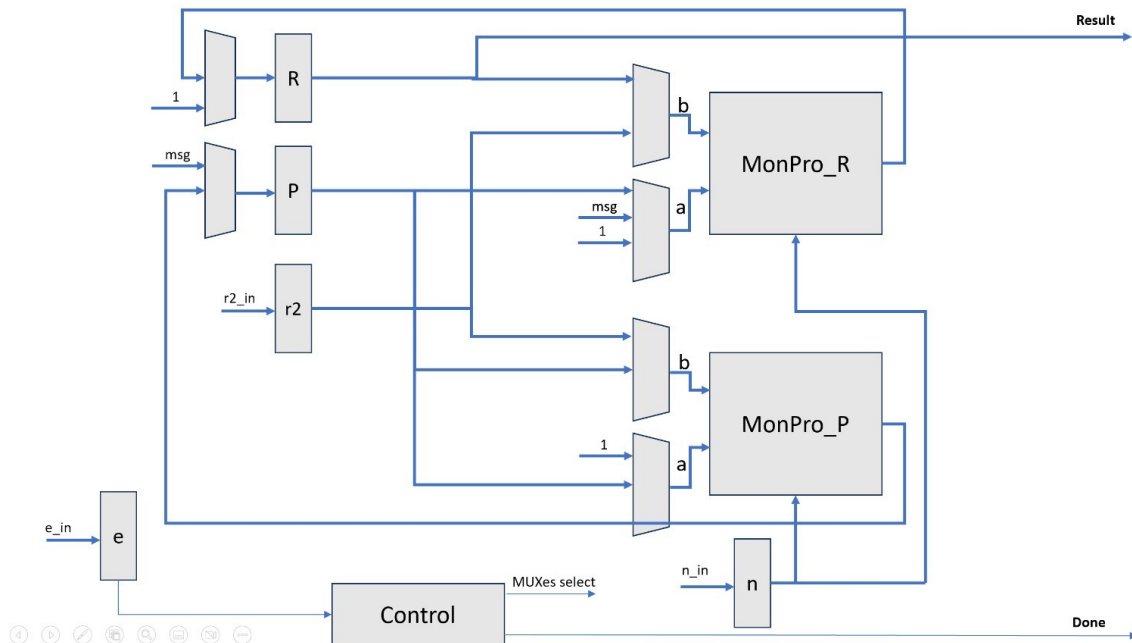 Result
R
1
b
msg
MonPro_R
P
msg
a
1
r2_in
r2
b
MonPro_P
1
a
e_in
e
n_in
n
MUXes select
Control
Done